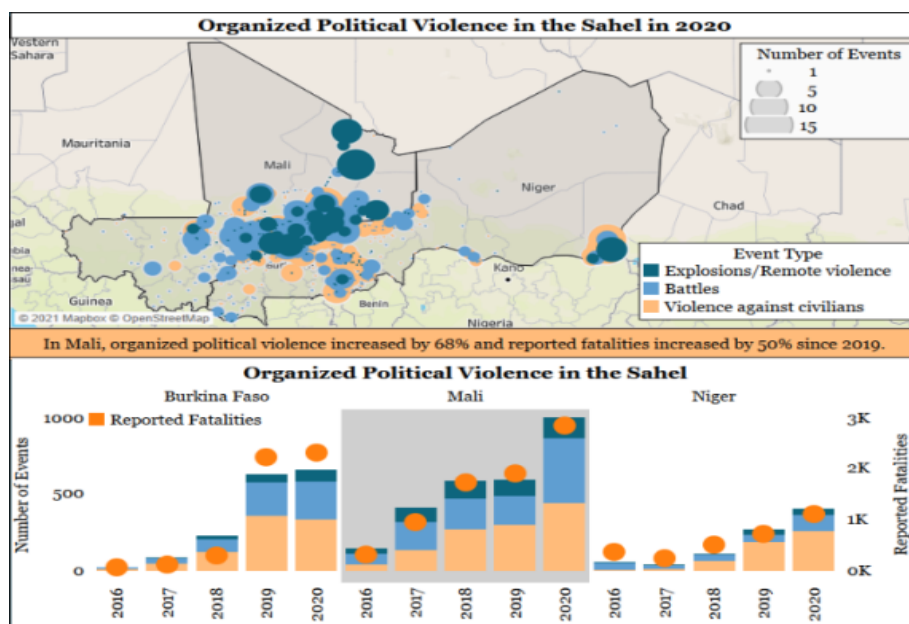 Organized Political Violence in the Sahel in 2020
Western
Sahara
Number of Events
1
5
10
15
Mauritania
Mali
Niger
Chad
Event Type
Explosions/Remote violence
Battles
Violence against civilians
Kano
Guinea
Benin
Nigeria
© 2021 Mapbox © OpenStreetMap
In Mali, organized political violence increased by 68% and reported fatalities increased by 50% since 2019.
Organized Political Violence in the Sahel
Burkina Faso
Mali
Niger
Reported Fatalities
Number of Events
1000
500
0
3K
2K
1K
0K
Reported Fatalities
2016
2017
2018
2019
2020
2016
2017
2018
2019
2020
2016
2017
2018
2019
2020